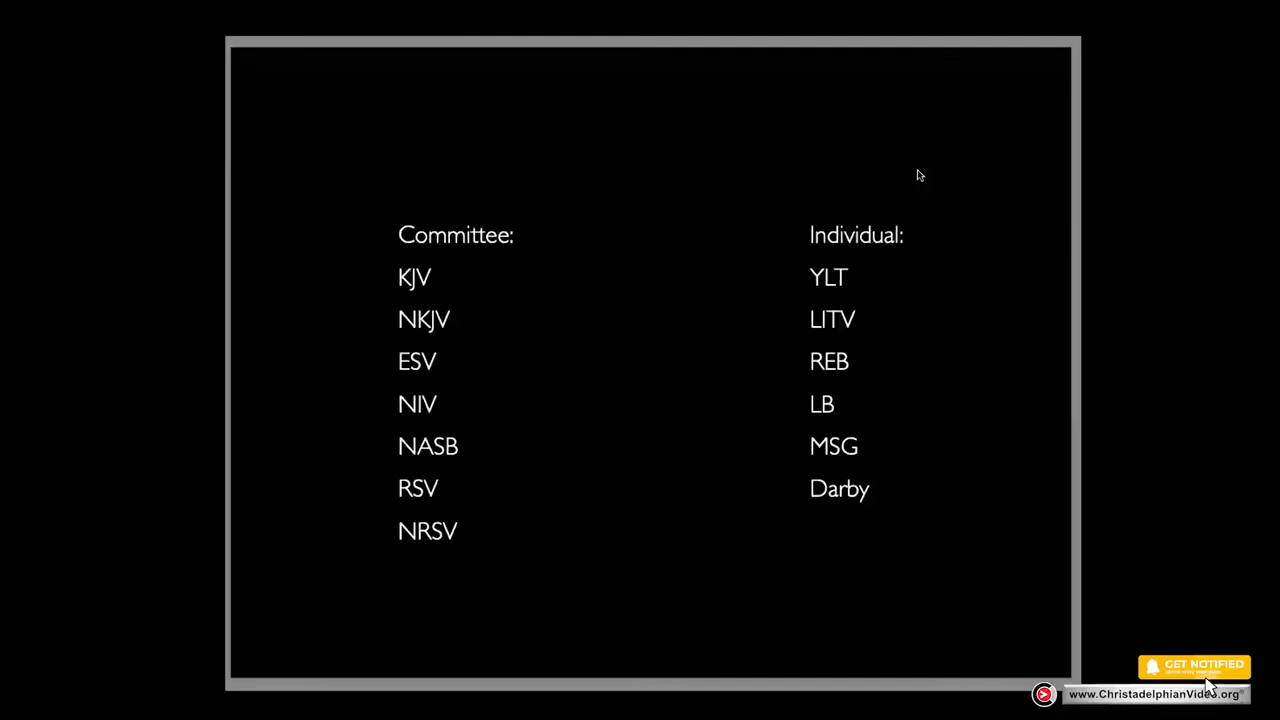 Committee:
KJV
NKJV
ESV
NIV
NASB
RSV
NRSV
Individual:
YLT
LITV
REB
LB
MSG
Darby
GET NOTIFIED
www.ChristadelphianVideo.org